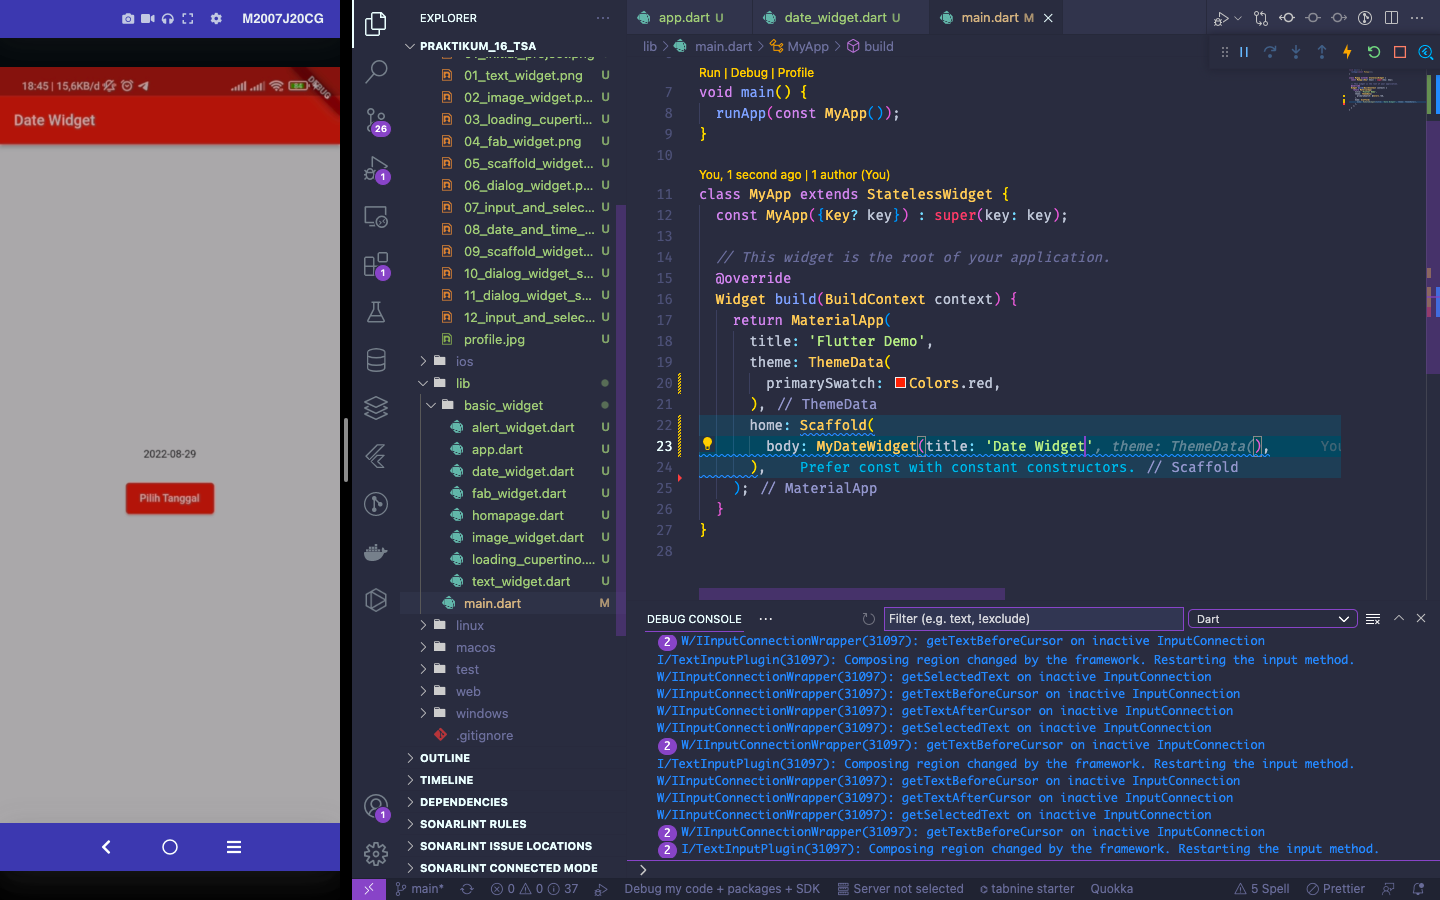 M2007J20CG
18:45 | 15,6KB/d
DEBUG
Date Widget
2022-08-29
Pilih Tanggal
EXPLORER
PRAKTIKUM_16_TSA
01_initial_project.png U
01_text_widget.png U
02_image_widget.p... U
03_loading_cuperti... U
04_fab_widget.png U
05_scaffold_widget... U
06_dialog_widget.p... U
07_input_and_selec... U
08_date_and_time_... U
09_scaffold_widget... U
10_dialog_widget_s... U
11_dialog_widget_s... U
12_input_and_selec... U
profile.jpg U
ios
lib
basic_widget
alert_widget.dart U
app.dart U
date_widget.dart U
fab_widget.dart U
homapage.dart U
image_widget.dart U
loading_cupertino.... U
text_widget.dart U
main.dart M
linux
macos
test
web
windows
.gitignore
OUTLINE
TIMELINE
DEPENDENCIES
SONARLINT RULES
SONARLINT ISSUE LOCATIONS
SONARLINT CONNECTED MODE
26
1
1
1
app.dart U
date_widget.dart U
main.dart M
lib > main.dart > MyApp > build
Run | Debug | Profile
7 void main() {
8 runApp(const MyApp());
9 }
10
You, 1 second ago | 1 author (You)
11 class MyApp extends StatelessWidget {
12 const MyApp({Key? key}) : super(key: key);
13
14 // This widget is the root of your application.
15 @override
16 Widget build(BuildContext context) {
17 return MaterialApp(
18 title: 'Flutter Demo',
19 theme: ThemeData(
20 primarySwatch: Colors.red,
21 ), // ThemeData
22 home: Scaffold(
23 body: MyDateWidget(title: 'Date Widget', theme: ThemeData(), You
24 ), Prefer const with constant constructors. // Scaffold
25 ); // MaterialApp
26 }
27 }
28
DEBUG CONSOLE
Filter (e.g. text, !exclude)
Dart
2 W/IInputConnectionWrapper(31097): getTextBeforeCursor on inactive InputConnection
I/TextInputPlugin(31097): Composing region changed by the framework. Restarting the input method.
W/IInputConnectionWrapper(31097): getSelectedText on inactive InputConnection
W/IInputConnectionWrapper(31097): getTextBeforeCursor on inactive InputConnection
W/IInputConnectionWrapper(31097): getTextAfterCursor on inactive InputConnection
W/IInputConnectionWrapper(31097): getSelectedText on inactive InputConnection
2 W/IInputConnectionWrapper(31097): getTextBeforeCursor on inactive InputConnection
I/TextInputPlugin(31097): Composing region changed by the framework. Restarting the input method.
W/IInputConnectionWrapper(31097): getTextBeforeCursor on inactive InputConnection
W/IInputConnectionWrapper(31097): getTextAfterCursor on inactive InputConnection
W/IInputConnectionWrapper(31097): getSelectedText on inactive InputConnection
2 W/IInputConnectionWrapper(31097): getTextBeforeCursor on inactive InputConnection
2 I/TextInputPlugin(31097): Composing region changed by the framework. Restarting the input method.
main* 0 0 37 Debug my code + packages + SDK Server not selected tabnine starter Quokka 5 Spell Prettier